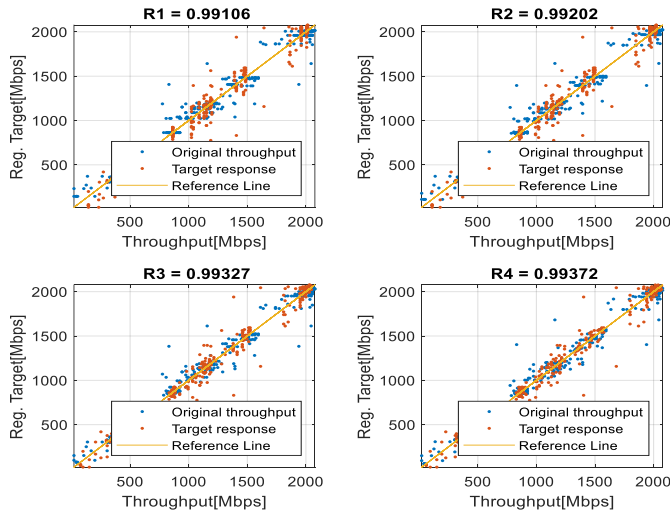 R1 = 0.99106
2000
1500
1000
500
Reg. Target[Mbps]
Original throughput
Target response
Reference Line
500 1000 1500 2000
Throughput[Mbps]
R2 = 0.99202
2000
1500
1000
500
Reg. Target[Mbps]
Original throughput
Target response
Reference Line
500 1000 1500 2000
Throughput[Mbps]
R3 = 0.99327
2000
1500
1000
500
Reg. Target[Mbps]
Original throughput
Target response
Reference Line
500 1000 1500 2000
Throughput[Mbps]
R4 = 0.99372
2000
1500
1000
500
Reg. Target[Mbps]
Original throughput
Target response
Reference Line
500 1000 1500 2000
Throughput[Mbps]